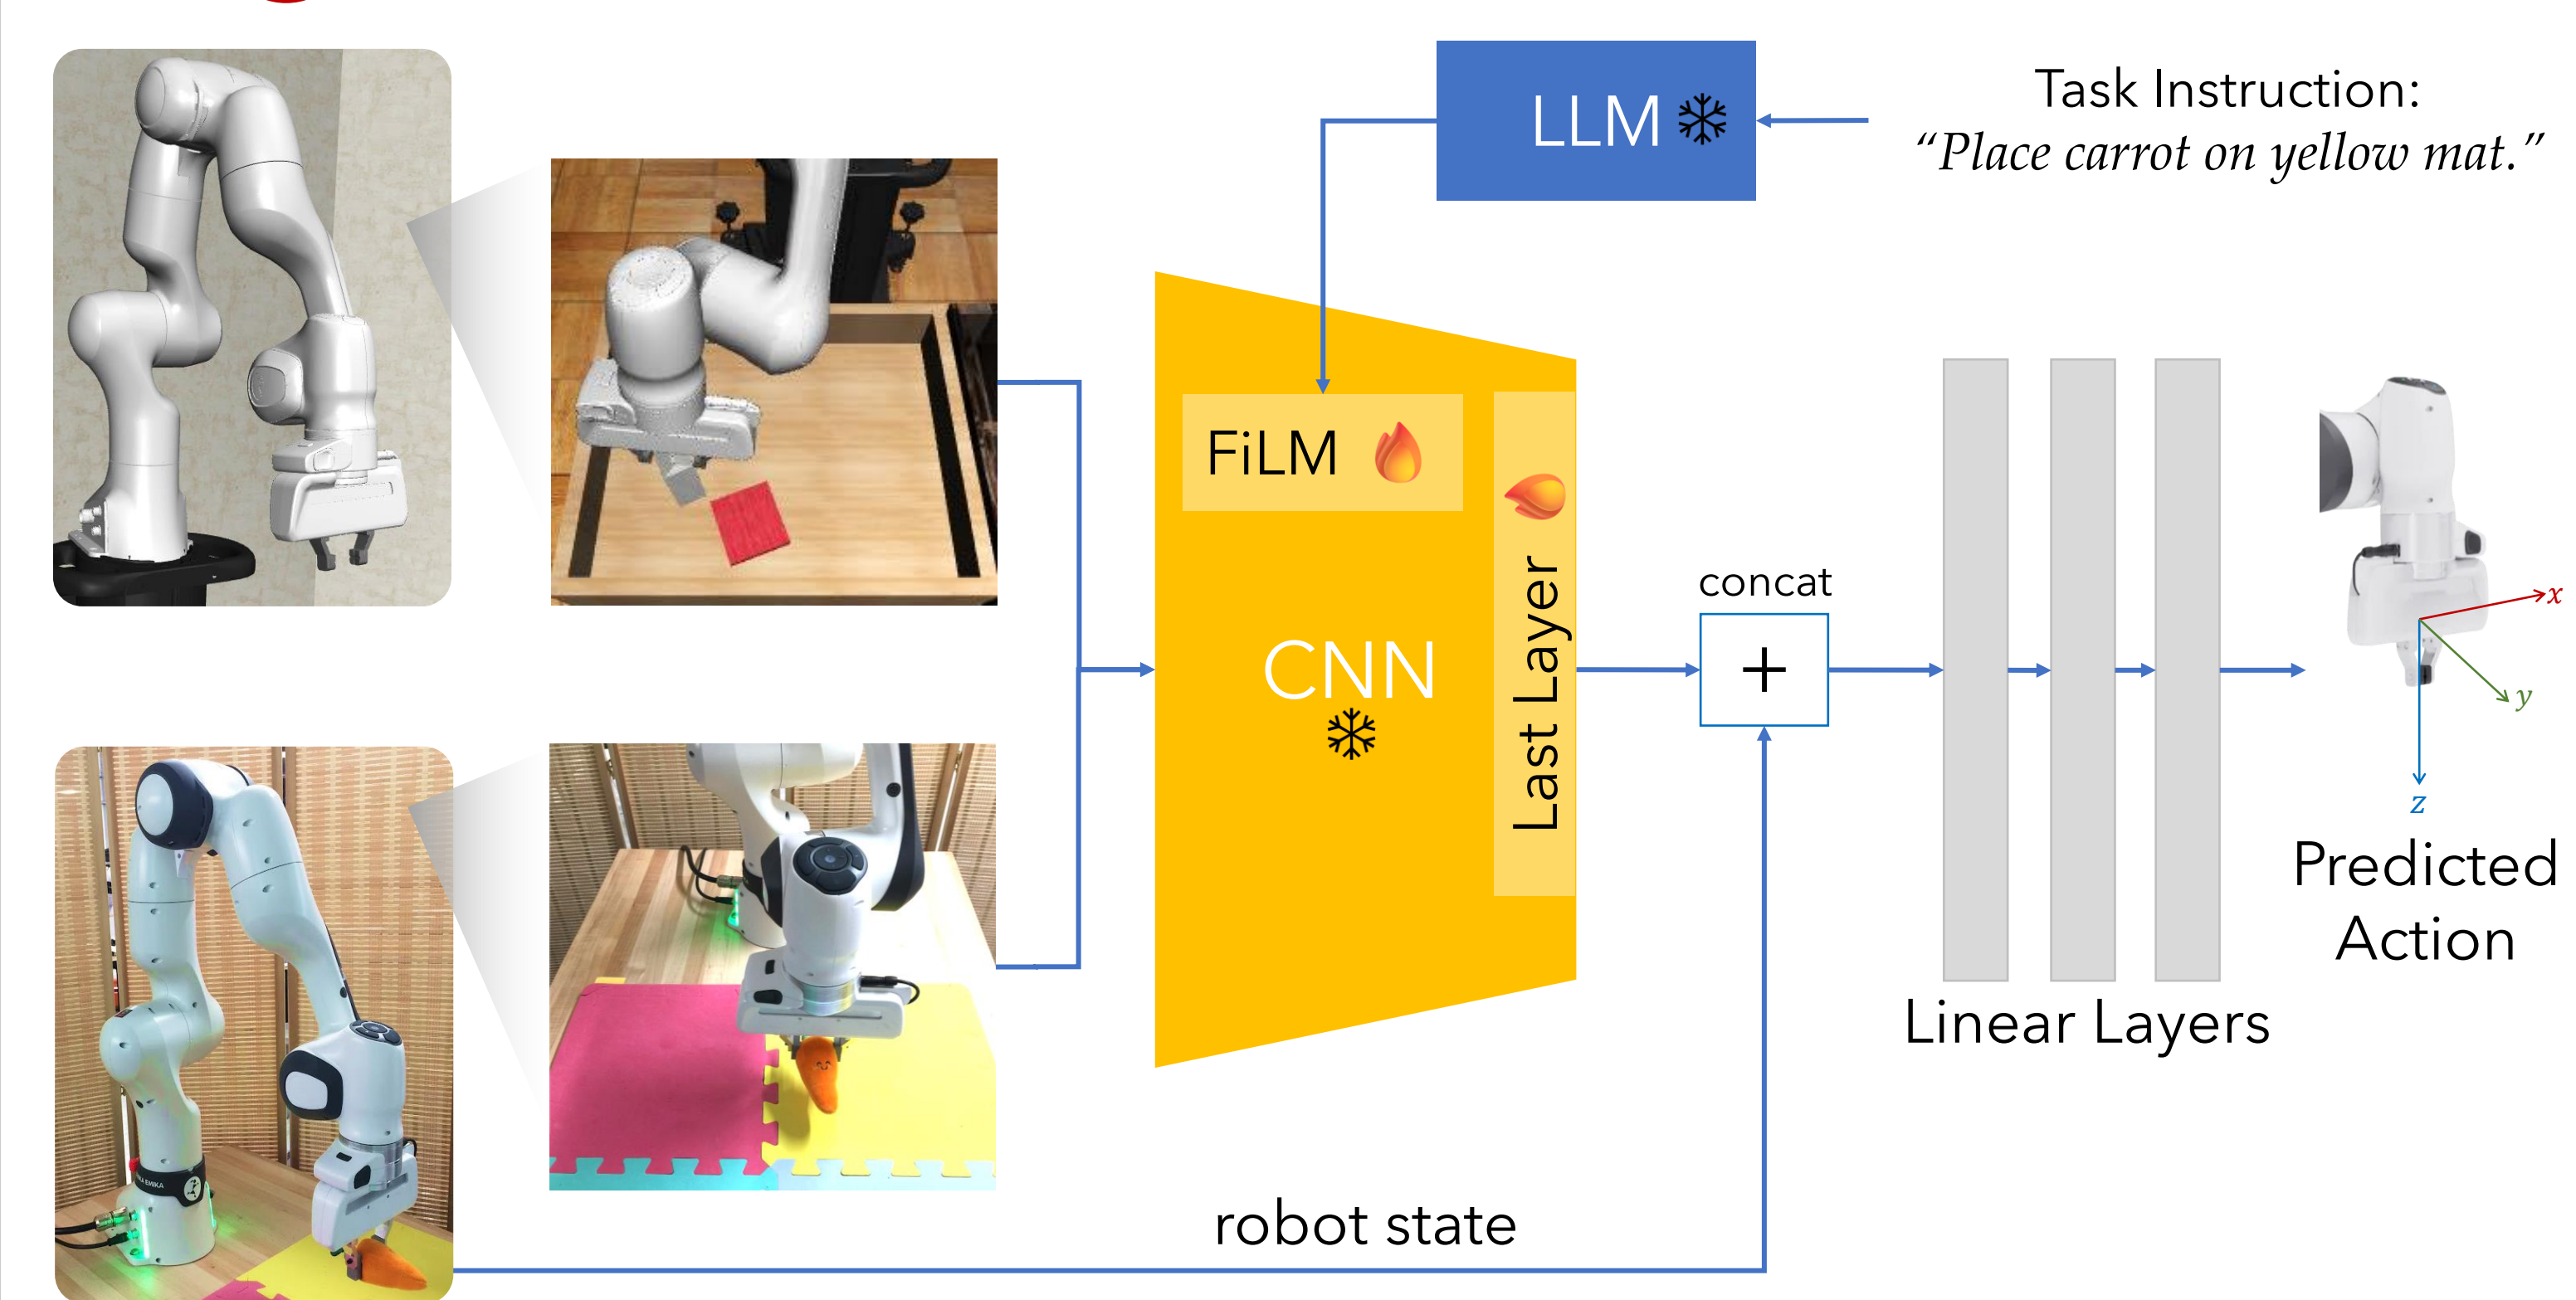 LLM
Task Instruction:
“Place carrot on yellow mat.”
FiLM
CNN
Last Layer
concat
+
x
y
z
Predicted
Action
Linear Layers
robot state